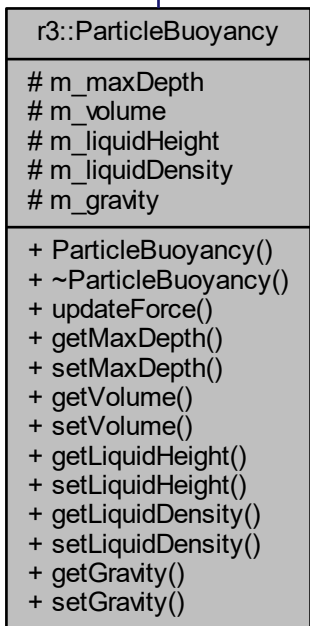 r3::ParticleBuoyancy
# m_maxDepth
# m_volume
# m_liquidHeight
# m_liquidDensity
# m_gravity
+ ParticleBuoyancy()
+ ~ParticleBuoyancy()
+ updateForce()
+ getMaxDepth()
+ setMaxDepth()
+ getVolume()
+ setVolume()
+ getLiquidHeight()
+ setLiquidHeight()
+ getLiquidDensity()
+ setLiquidDensity()
+ getGravity()
+ setGravity()